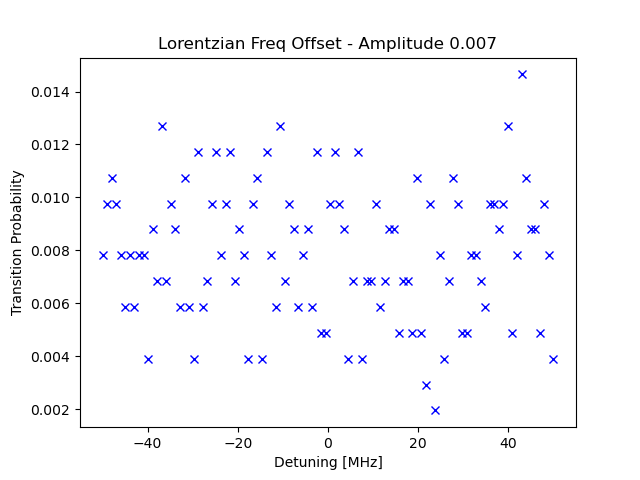 Lorentzian Freq Offset - Amplitude 0.007
Transition Probability
0.014
0.012
0.010
0.008
0.006
0.004
0.002
−40 −20 0 20 40
Detuning [MHz]